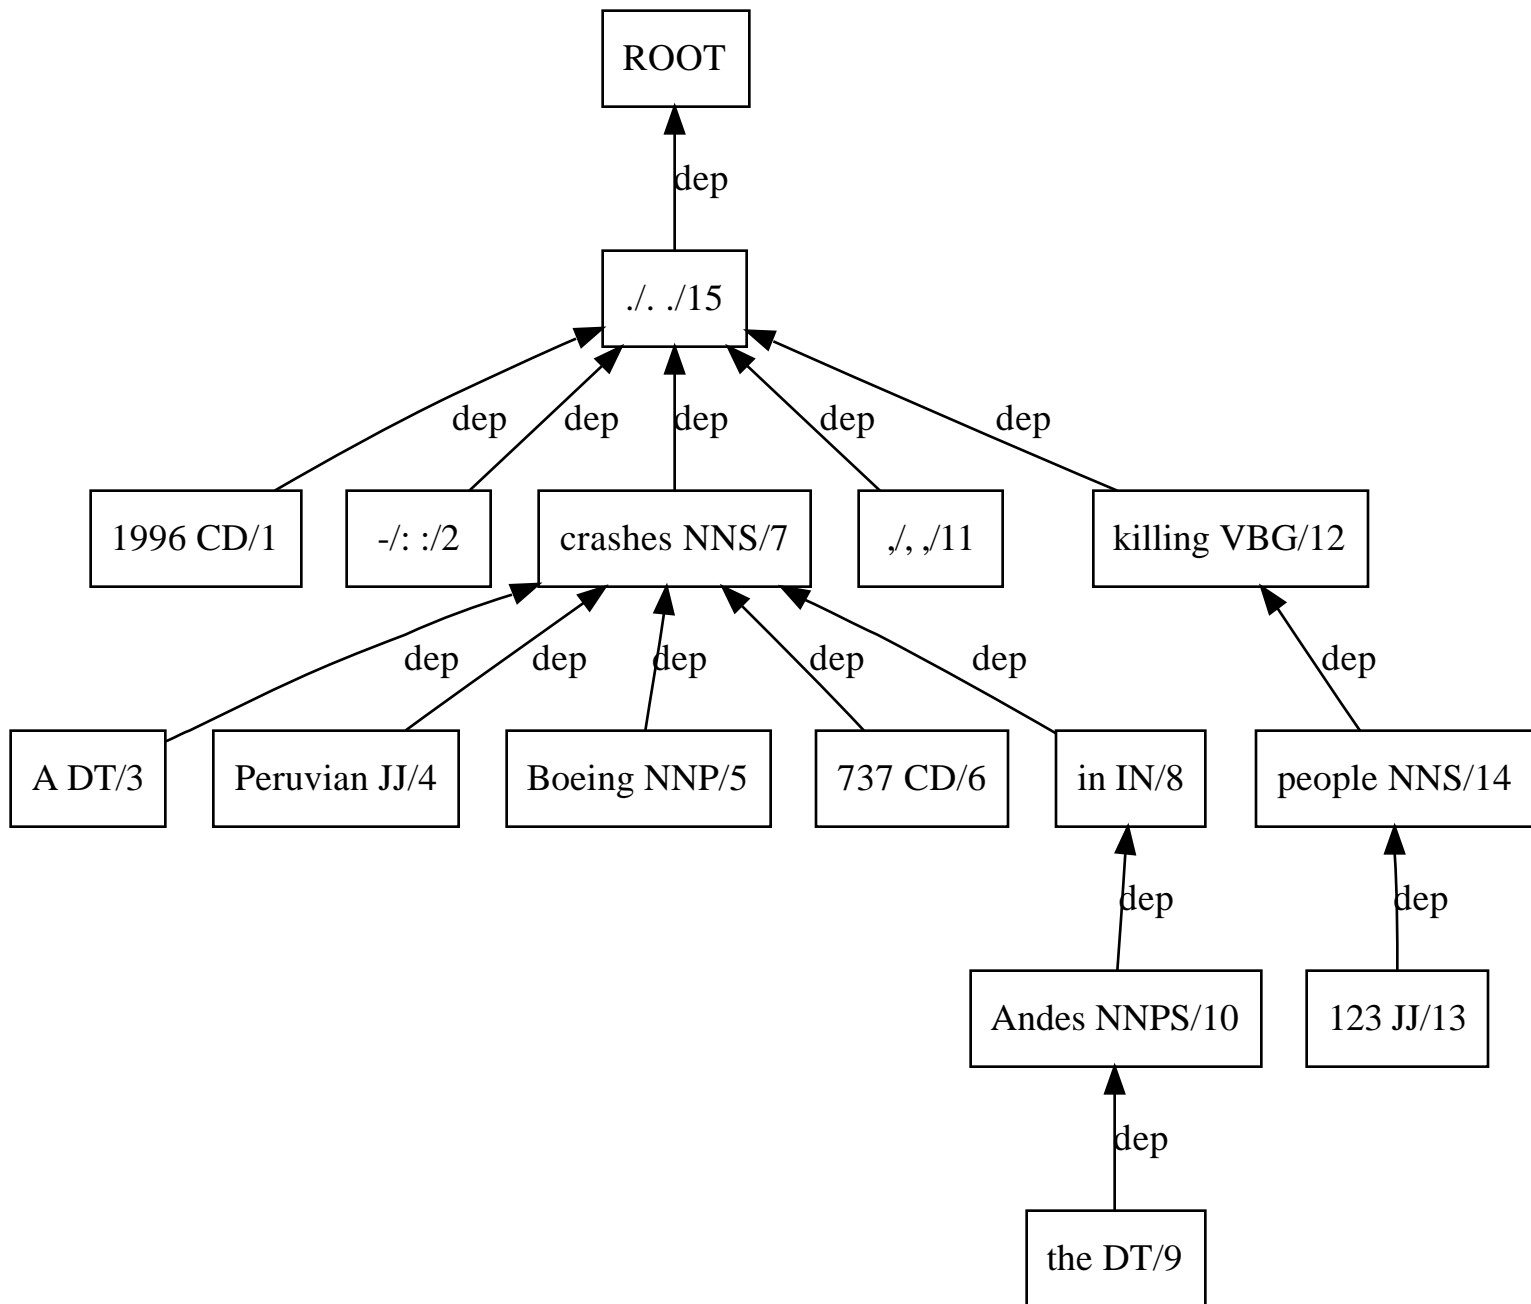 ROOT
dep
./. ./15
dep dep dep dep dep
1996 CD/1 -/: :/2 crashes NNS/7 ,/, ,/11 killing VBG/12
dep dep dep dep dep dep
A DT/3 Peruvian JJ/4 Boeing NNP/5 737 CD/6 in IN/8 people NNS/14
dep dep
Andes NNPS/10 123 JJ/13
dep
the DT/9